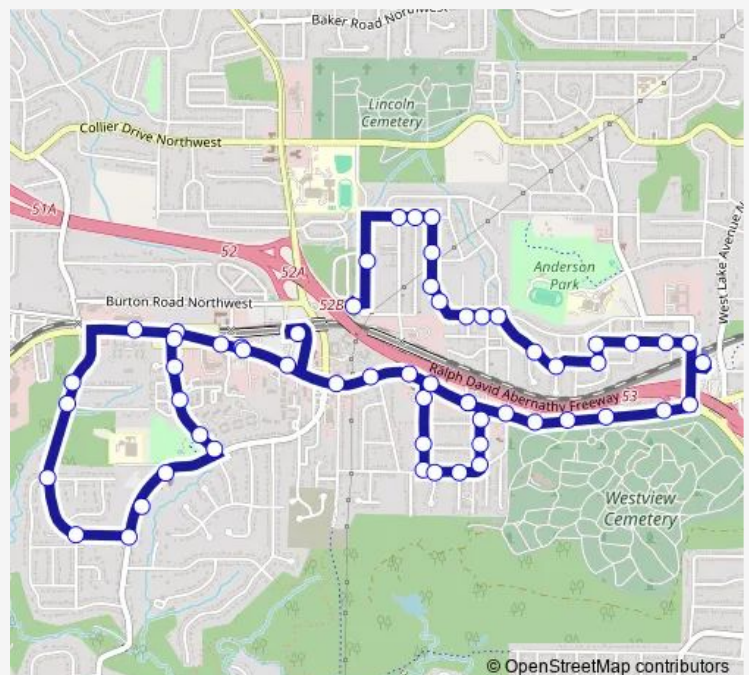 Baker Road Northwest
Lincoln
Cemetery
Collier Drive Northwest
51A
52
52A
Anderson
Park
West Lake Avenue
Burton Road Northwest
52B
Ralph David Abernathy Freeway 53
Westview
Cemetery
© OpenStreetMap contributors